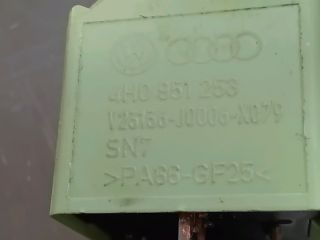 4H0 951 253
V23136-J0006-X079
SN7
>PA66-GF25<